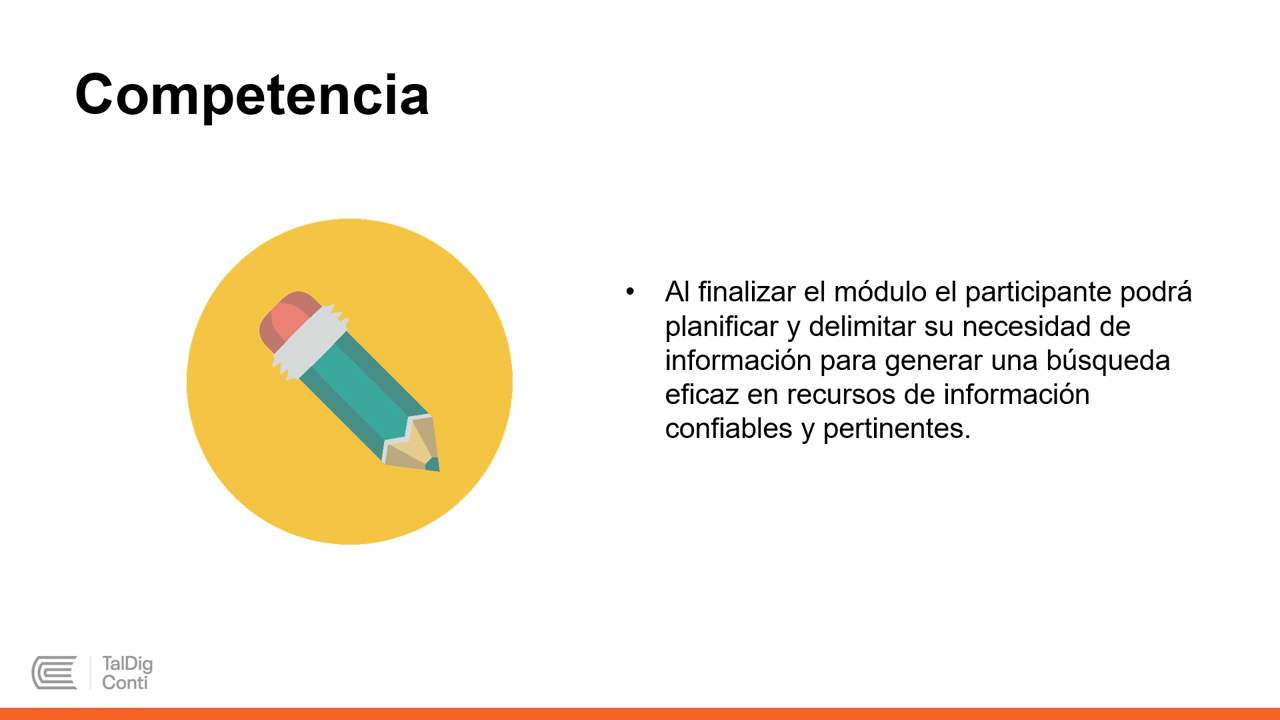 Competencia
• Al finalizar el módulo el participante podrá
planificar y delimitar su necesidad de
información para generar una búsqueda
eficaz en recursos de información
confiables y pertinentes.
TalDig
Conti